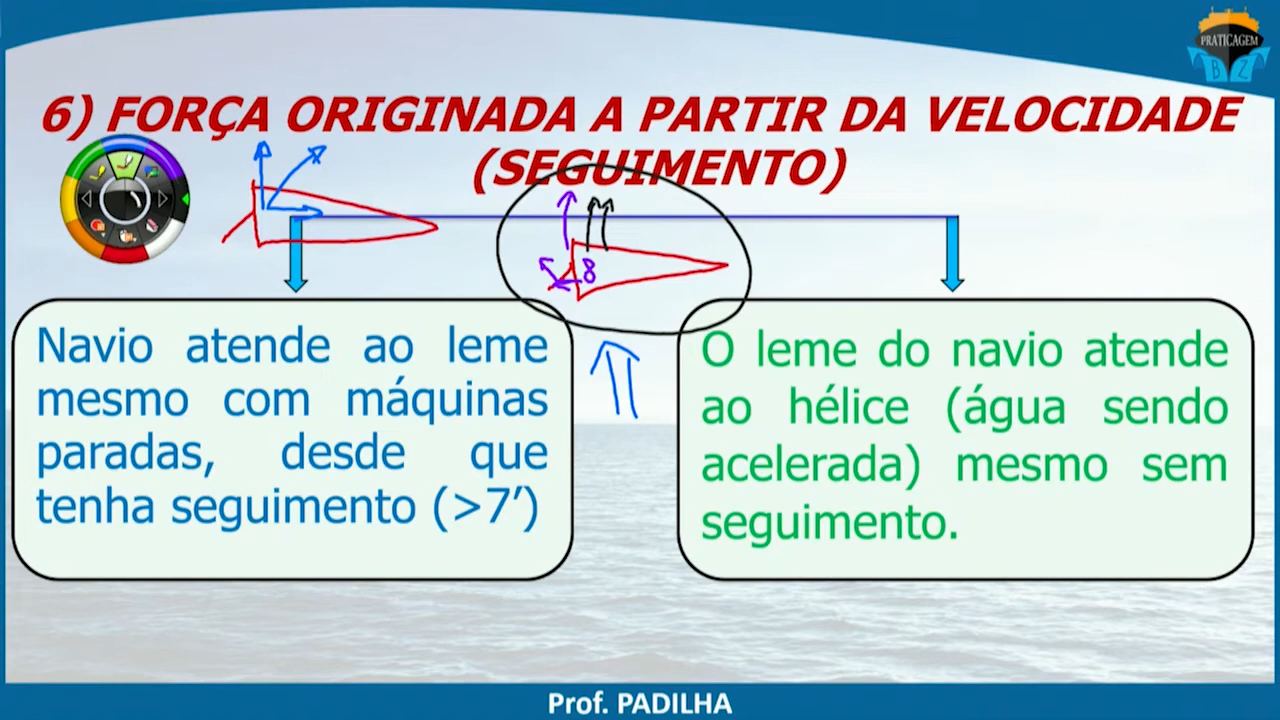 PRATICAGEM
B Z
6) FORÇA ORIGINADA A PARTIR DA VELOCIDADE
(SEGUIMENTO)
8
Navio atende ao leme
mesmo com máquinas
paradas, desde que
tenha seguimento (>7’)
O leme do navio atende
ao hélice (água sendo
acelerada) mesmo sem
seguimento.
Prof. PADILHA